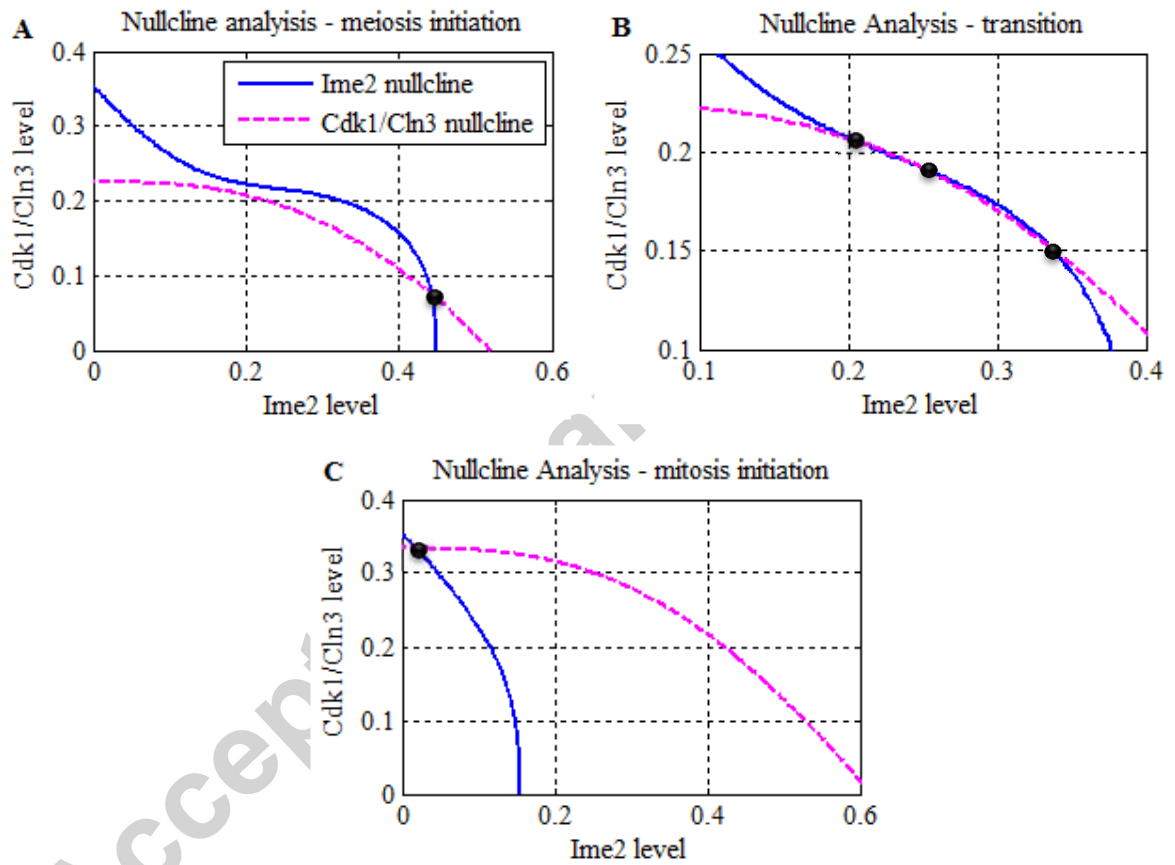 A
Nullcline analyisis - meiosis initiation
Cdk1/Cln3 level
0.4
0.3
0.2
0.1
0
Ime2 nullcline
Cdk1/Cln3 nullcline
0
0.2
0.4
0.6
Ime2 level
B
Nullcline Analysis - transition
Cdk1/Cln3 level
0.25
0.2
0.15
0.1
0.1
0.2
0.3
0.4
Ime2 level
C
Nullcline Analysis - mitosis initiation
Cdk1/Cln3 level
0.4
0.3
0.2
0.1
0
0
0.2
0.4
0.6
Ime2 level